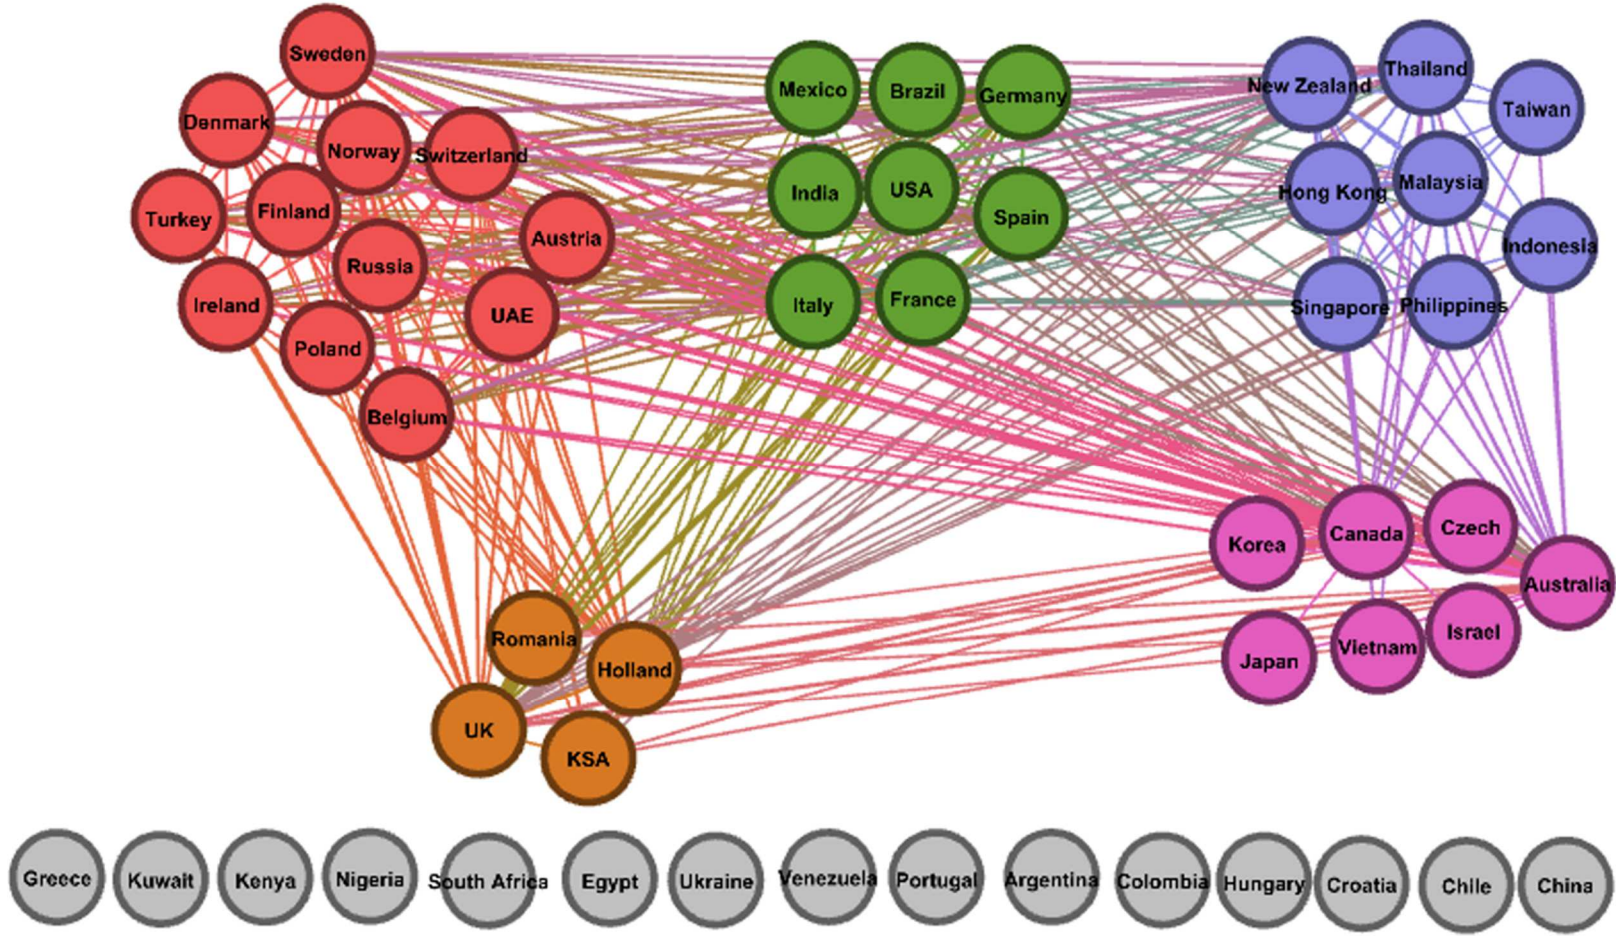 Sweden
Denmark
Norway
Switzerland
Turkey
Finland
Austria
Russia
Ireland
UAE
Poland
Belgium
Mexico
Brazil
Germany
India
USA
Spain
Italy
France
New Zealand
Thailand
Taiwan
Hong Kong
Malaysia
Indonesia
Singapore
Philippines
Korea
Canada
Czech
Australia
Japan
Vietnam
Israel
Romania
Holland
UK
KSA
Greece
Kuwait
Kenya
Nigeria
South Africa
Egypt
Ukraine
Venezuela
Portugal
Argentina
Colombia
Hungary
Croatia
Chile
China